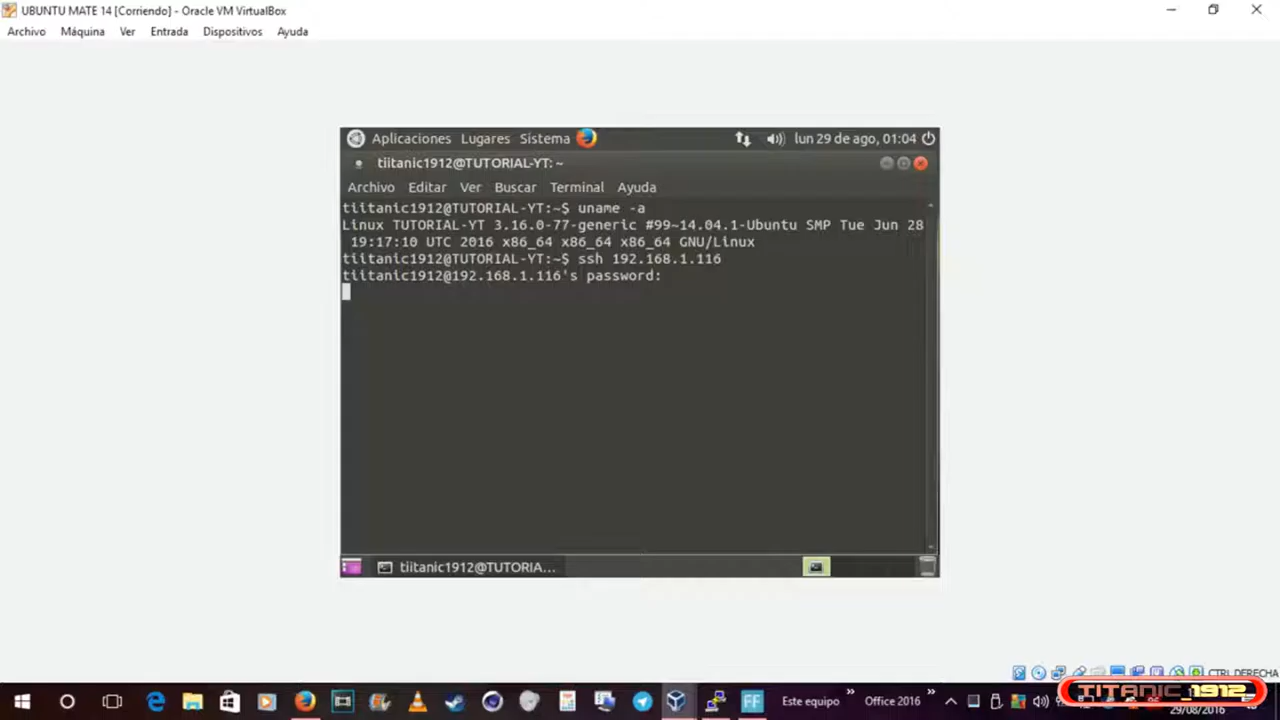 UBUNTU MATE 14 [Corriendo] - Oracle VM VirtualBox
Archivo Máquina Ver Entrada Dispositivos Ayuda
Aplicaciones Lugares Sistema lun 29 de ago, 01:04
tiitanic1912@TUTORIAL-YT: ~
Archivo Editar Ver Buscar Terminal Ayuda
tiitanic1912@TUTORIAL-YT:~$ uname -a
Linux TUTORIAL-YT 3.16.0-77-generic #99~14.04.1-Ubuntu SMP Tue Jun 28
19:17:10 UTC 2016 x86_64 x86_64 x86_64 GNU/Linux
tiitanic1912@TUTORIAL-YT:~$ ssh 192.168.1.116
tiitanic1912@192.168.1.116's password:
tiitanic1912@TUTORIA...
CTRL DERECHA
FF Este equipo » Office 2016 » TITANIC_1912
29/08/2016